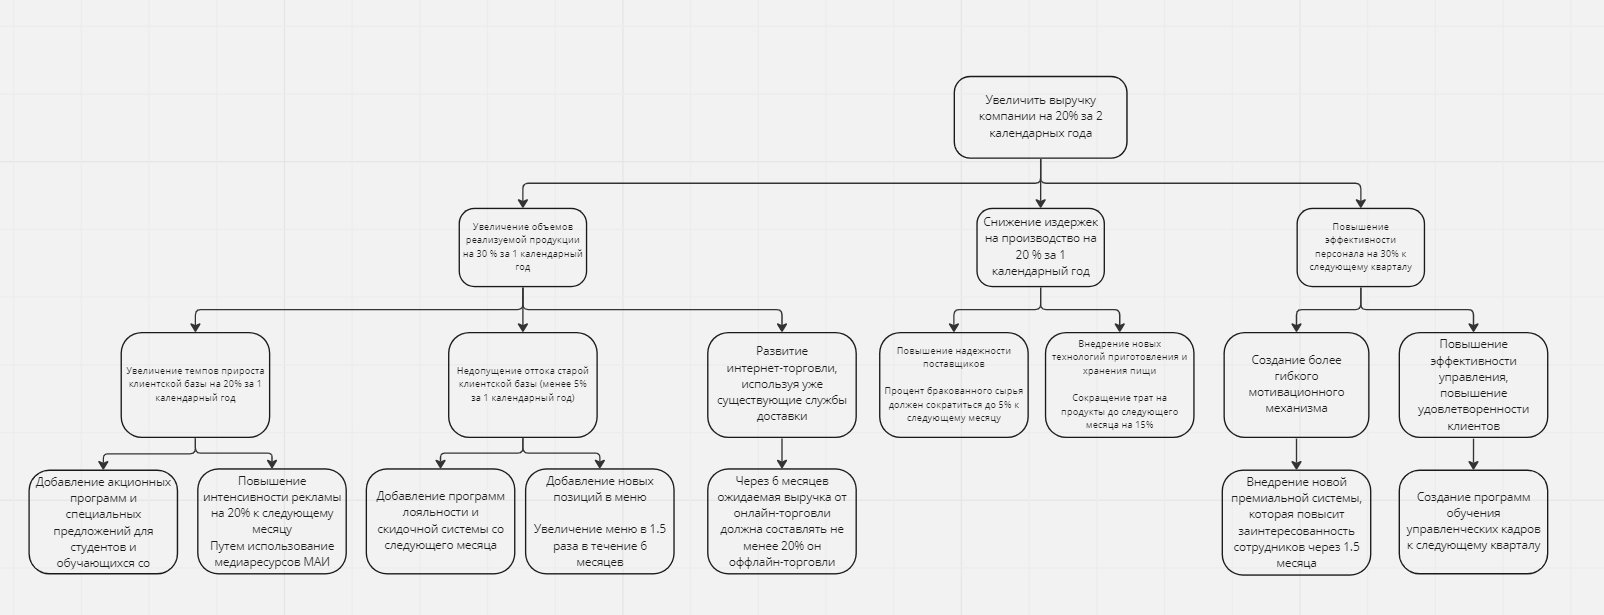 Увеличить выручку
компании на 20% за 2
календарных года
Увеличение объемов
реализуемой продукции
на 30 % за 1 календарный
год
Снижение издержек
на производство на
20 % за 1
календарный год
Повышение
эффективности
персонала на 30% к
следующему кварталу
Увеличение темпов прироста
клиентской базы на 20% за 1
календарный год
Недопущение оттока старой
клиентской базы (менее 5%
за 1 календарный год)
Развитие
интернет-торговли,
используя уже
существующие службы
доставки
Повышение надежности
поставщиков
Процент бракованного сырья
должен сократиться до 5% к
следующему месяцу
Внедрение новых
технологий приготовления и
хранения пищи
Сокращение трат на
продукты до следующего
месяца на 15%
Создание более
гибкого
мотивационного
механизма
Повышение
эффективности
управления,
повышение
удовлетворенности
клиентов
Добавление акционных
программ и
специальных
предложений для
студентов и
обучающихся со
Повышение
интенсивности рекламы
на 20% к следующему
месяцу
Путем использование
медиаресурсов МАИ
Добавление программ
лояльности и
скидочной системы со
следующего месяца
Добавление новых
позиций в меню
Увеличение меню в 1.5
раза в течение 6
месяцев
Через 6 месяцев
ожидаемая выручка от
онлайн-торговли
должна составлять не
менее 20% он
оффлайн-торговли
Внедрение новой
премиальной системы,
которая повысит
заинтересованность
сотрудников через 1.5
месяца
Создание программ
обучения
управленческих кадров
к следующему кварталу